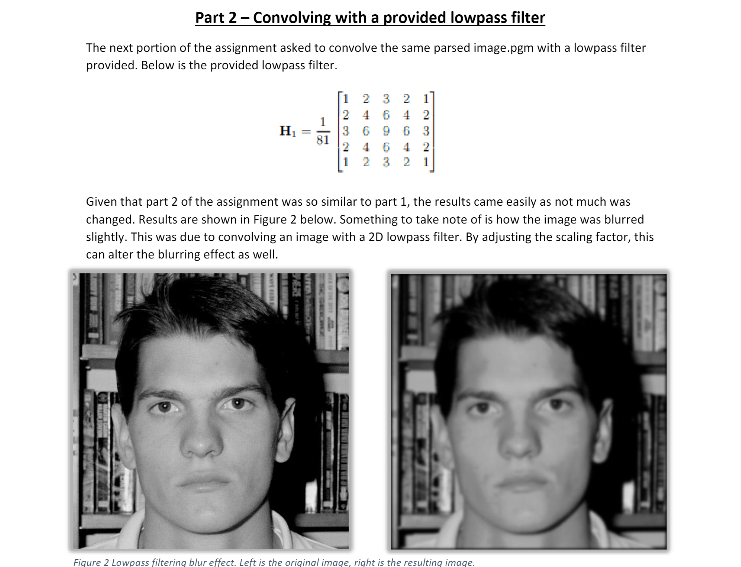 Part 2 – Convolving with a provided lowpass filter
The next portion of the assignment asked to convolve the same parsed image.pgm with a lowpass filter
provided. Below is the provided lowpass filter.
1 2 3 2 1
2 4 6 4 2
H₁ = 1/81 3 6 9 6 3
2 4 6 4 2
1 2 3 2 1
Given that part 2 of the assignment was so similar to part 1, the results came easily as not much was
changed. Results are shown in Figure 2 below. Something to take note of is how the image was blurred
slightly. This was due to convolving an image with a 2D lowpass filter. By adjusting the scaling factor, this
can alter the blurring effect as well.
Figure 2 Lowpass filtering blur effect. Left is the original image, right is the resulting image.